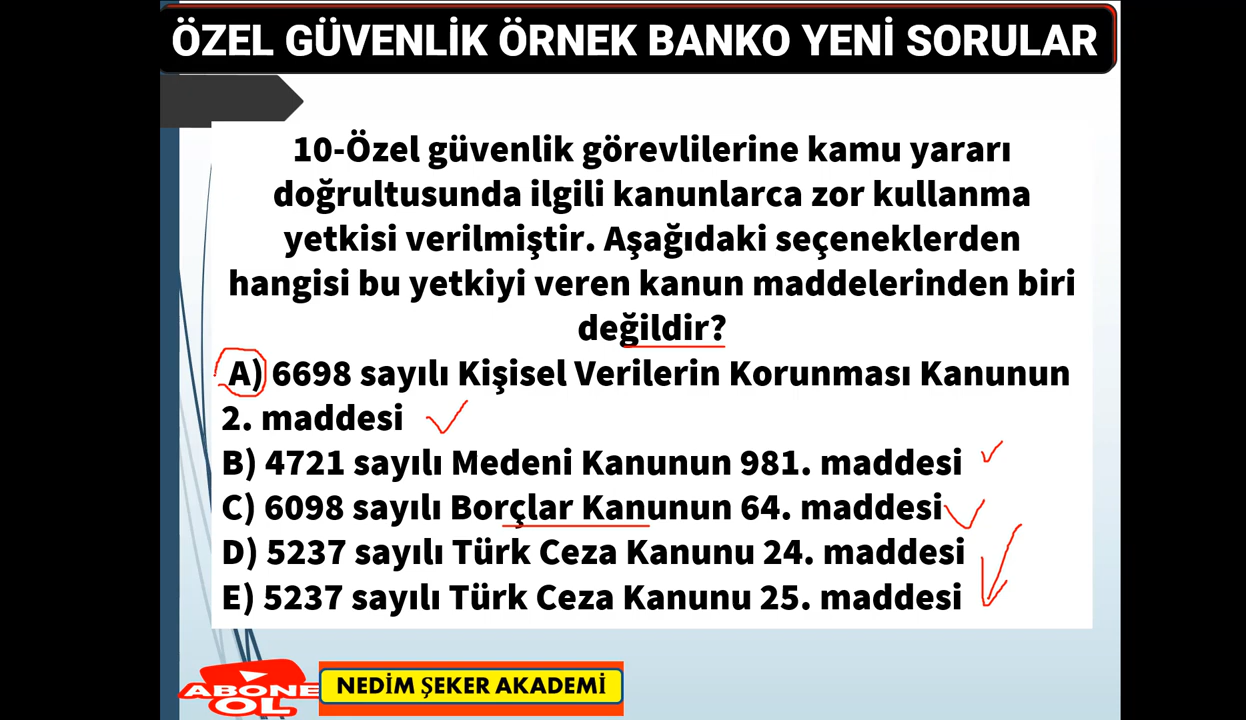 ÖZEL GÜVENLİK ÖRNEK BANKO YENİ SORULAR
10-Özel güvenlik görevlilerine kamu yararı
doğrultusunda ilgili kanunlarca zor kullanma
yetkisi verilmiştir. Aşağıdaki seçeneklerden
hangisi bu yetkiyi veren kanun maddelerinden biri
değildir?
A) 6698 sayılı Kişisel Verilerin Korunması Kanunun
2. maddesi
B) 4721 sayılı Medeni Kanunun 981. maddesi
C) 6098 sayılı Borçlar Kanunun 64. maddesi
D) 5237 sayılı Türk Ceza Kanunu 24. maddesi
E) 5237 sayılı Türk Ceza Kanunu 25. maddesi
ABONE
OL
NEDİM ŞEKER AKADEMİ